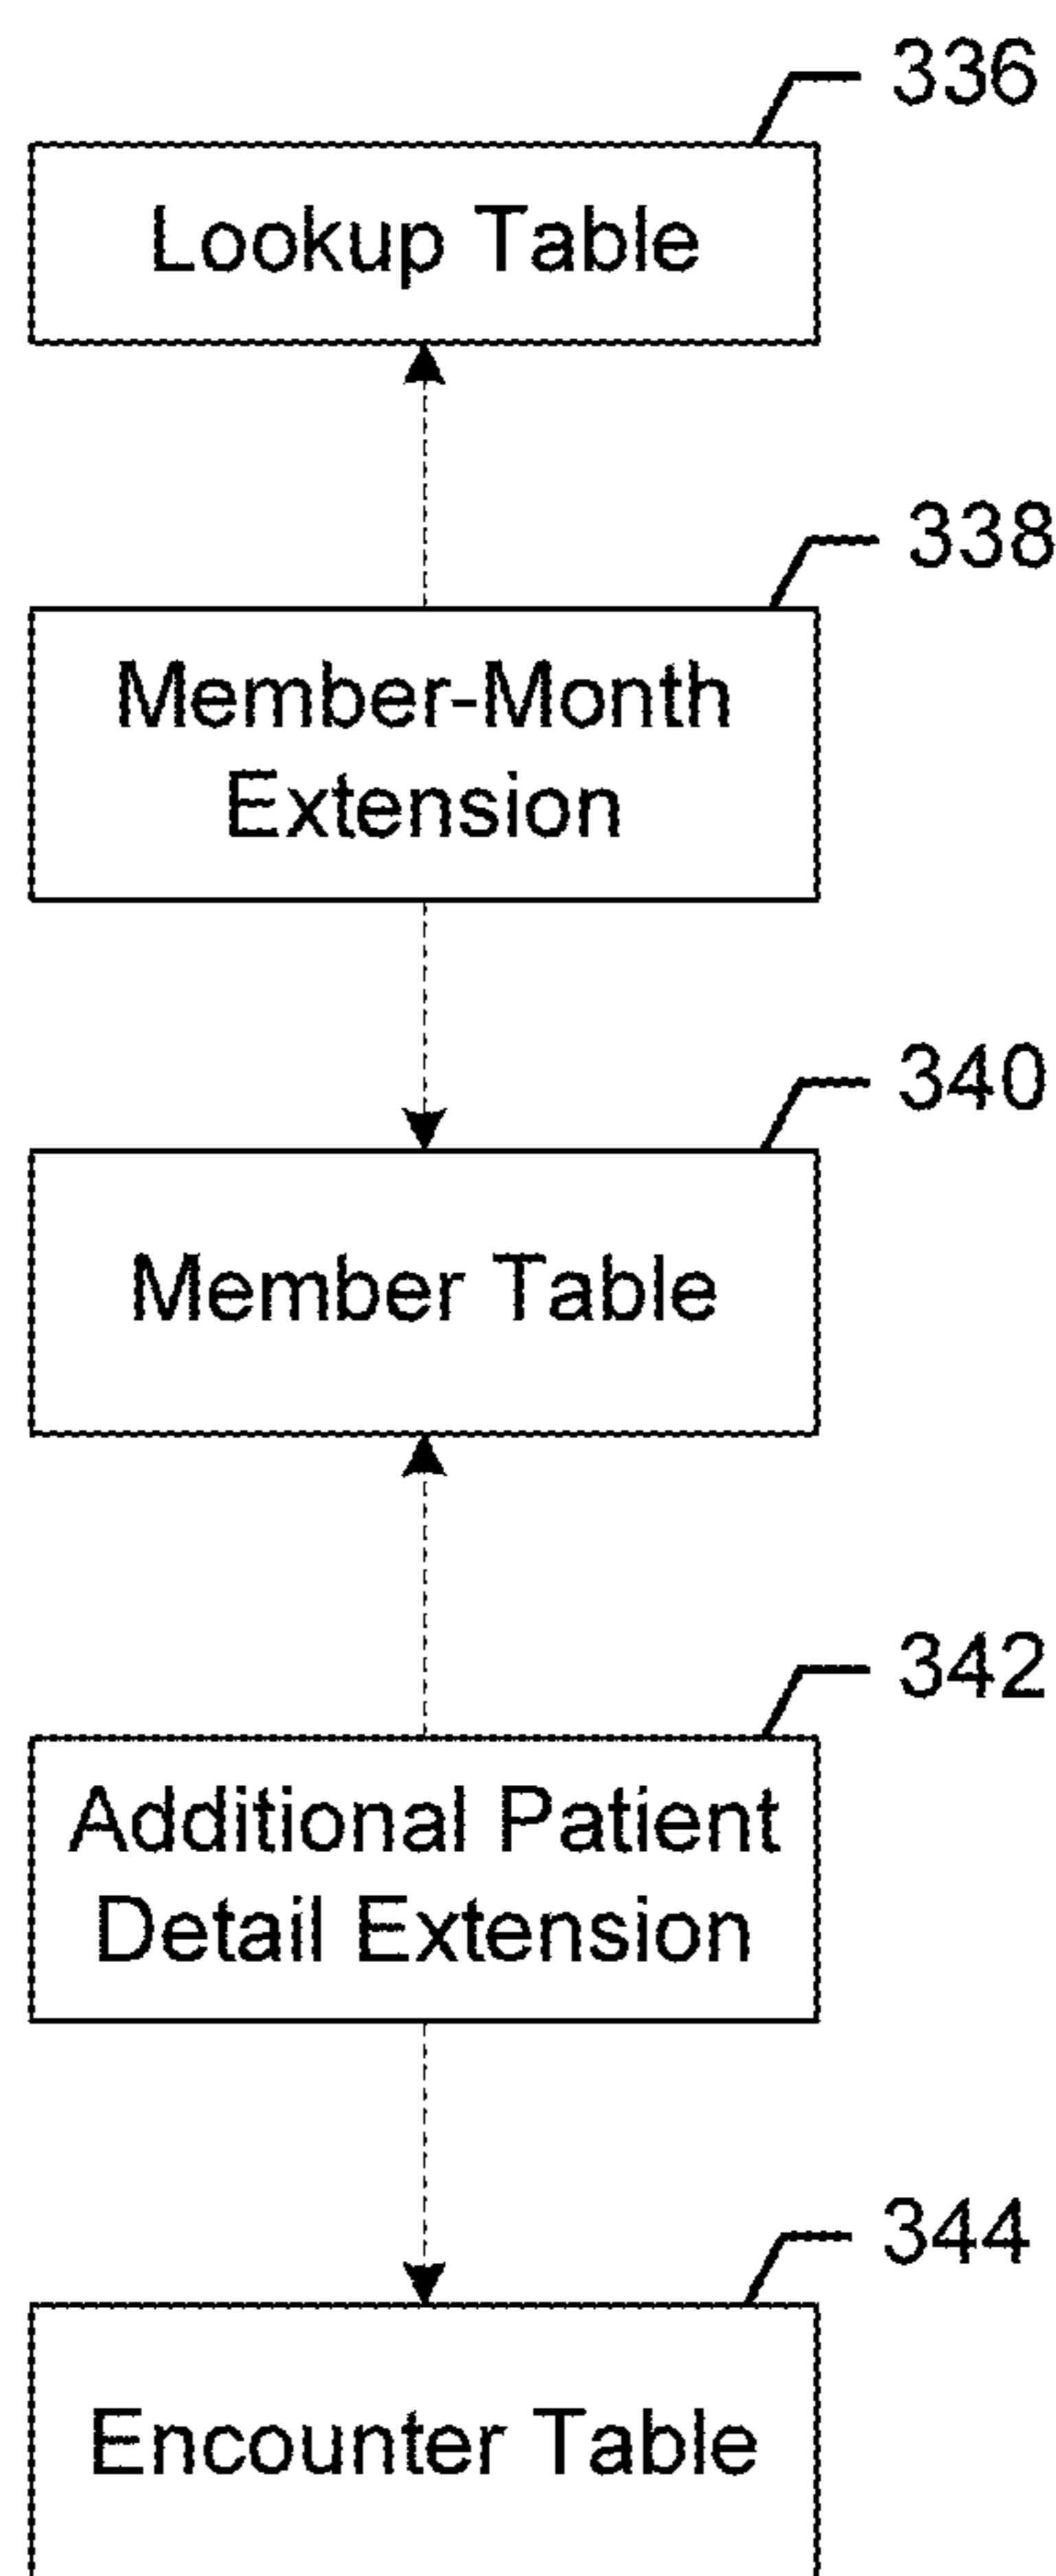 336
Lookup Table
338
Member-Month
Extension
340
Member Table
342
Additional Patient
Detail Extension
344
Encounter Table